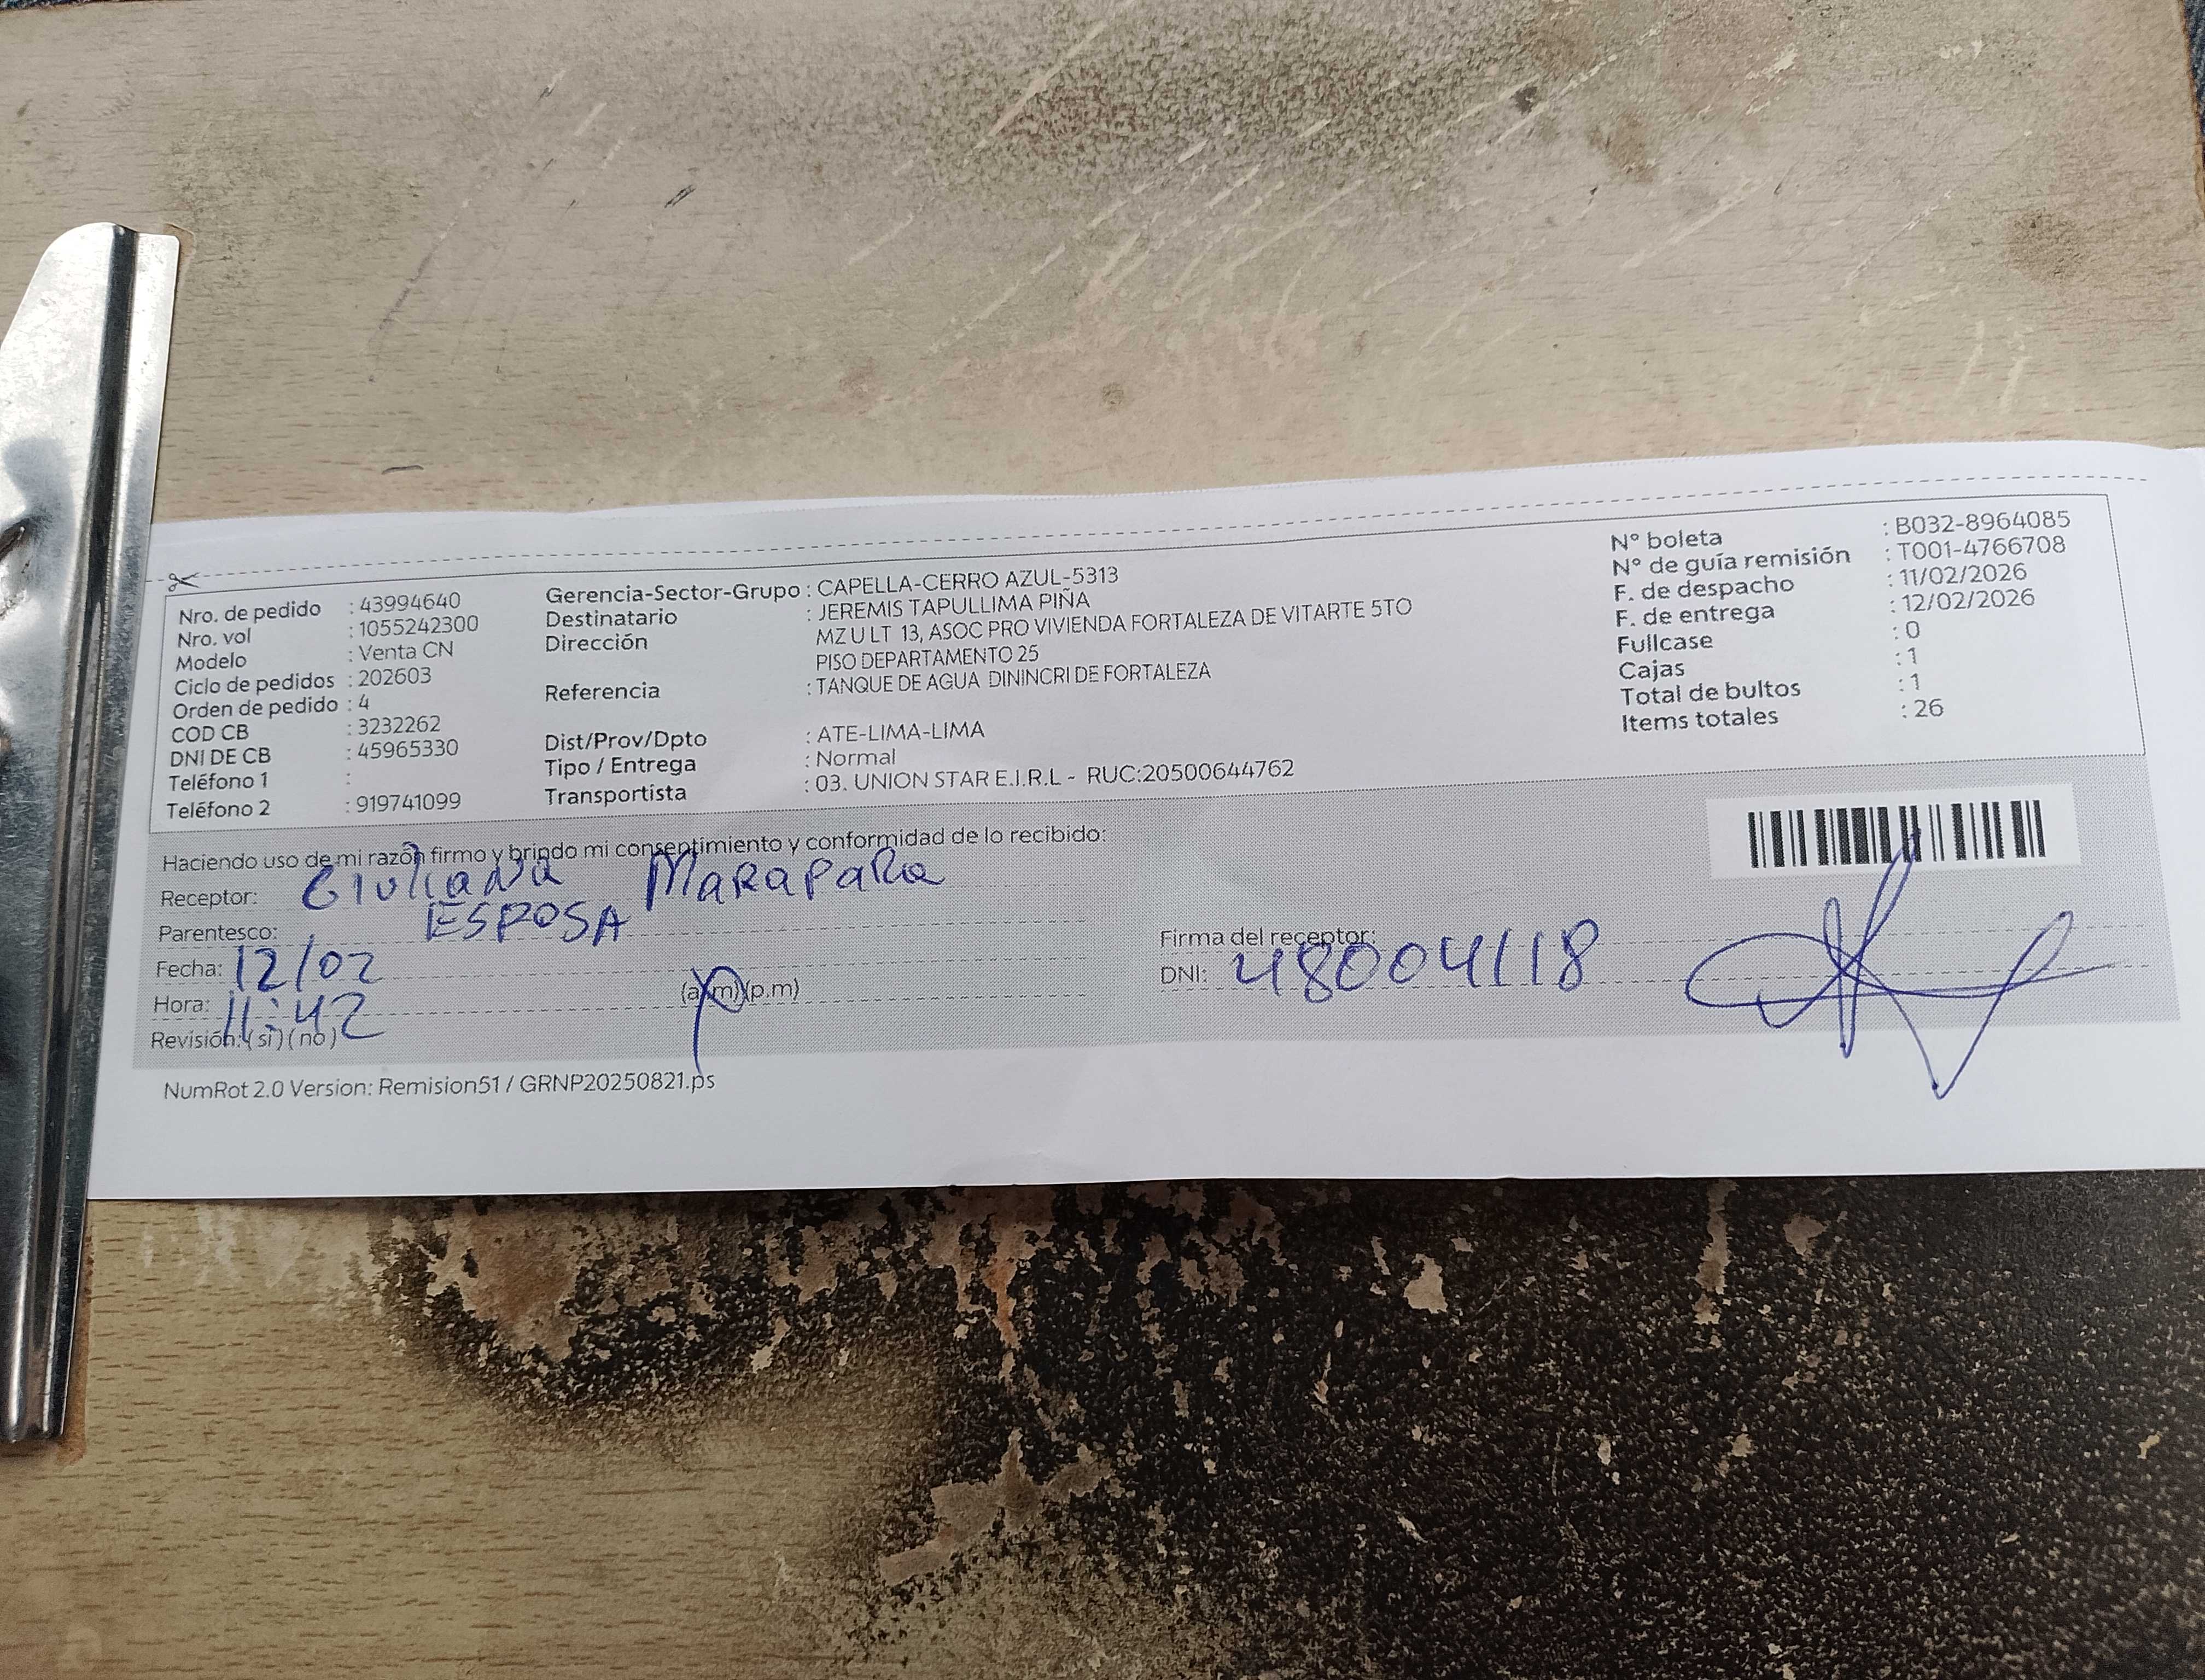 Nro. de pedido : 43994640
Nro. vol : 1055242300
Modelo : Venta CN
Ciclo de pedidos : 202603
Orden de pedido : 4
COD CB : 3232262
DNI DE CB : 45965330
Teléfono 1 :
Teléfono 2 : 919741099
Gerencia-Sector-Grupo : CAPELLA-CERRO AZUL-5313
Destinatario : JEREMIS TAPULLIMA PIÑA
Dirección MZ U LT 13, ASOC PRO VIVIENDA FORTALEZA DE VITARTE 5TO
PISO DEPARTAMENTO 25
Referencia : TANQUE DE AGUA DININCRI DE FORTALEZA
Dist/Prov/Dpto : ATE-LIMA-LIMA
Tipo / Entrega : Normal
Transportista : 03. UNION STAR E.I.R.L - RUC:20500644762
N° boleta : B032-8964085
N° de guía remisión : T001-4766708
F. de despacho : 11/02/2026
F. de entrega : 12/02/2026
Fullcase : 0
Cajas : 1
Total de bultos : 1
Items totales : 26
Haciendo uso de mi razón firmo y brindo mi consentimiento y conformidad de lo recibido:
Receptor: Giuliana Marapara
Parentesco: ESPOSA
Fecha: 12/02
Hora: 11:42 (a.m) (p.m)
Revisión: (si) (no)
Firma del receptor:
DNI: 48004118
NumRot 2.0 Version: Remision51 / GRNP20250821.ps